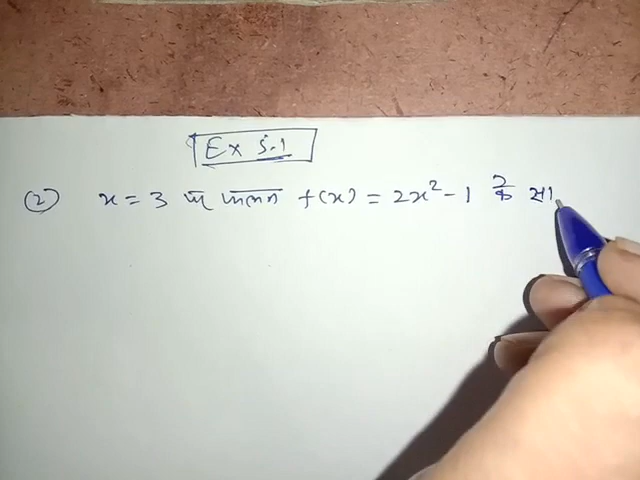 Ex 5.1
(2) x = 3 पर फलन f(x) = 2x² - 1 के सा